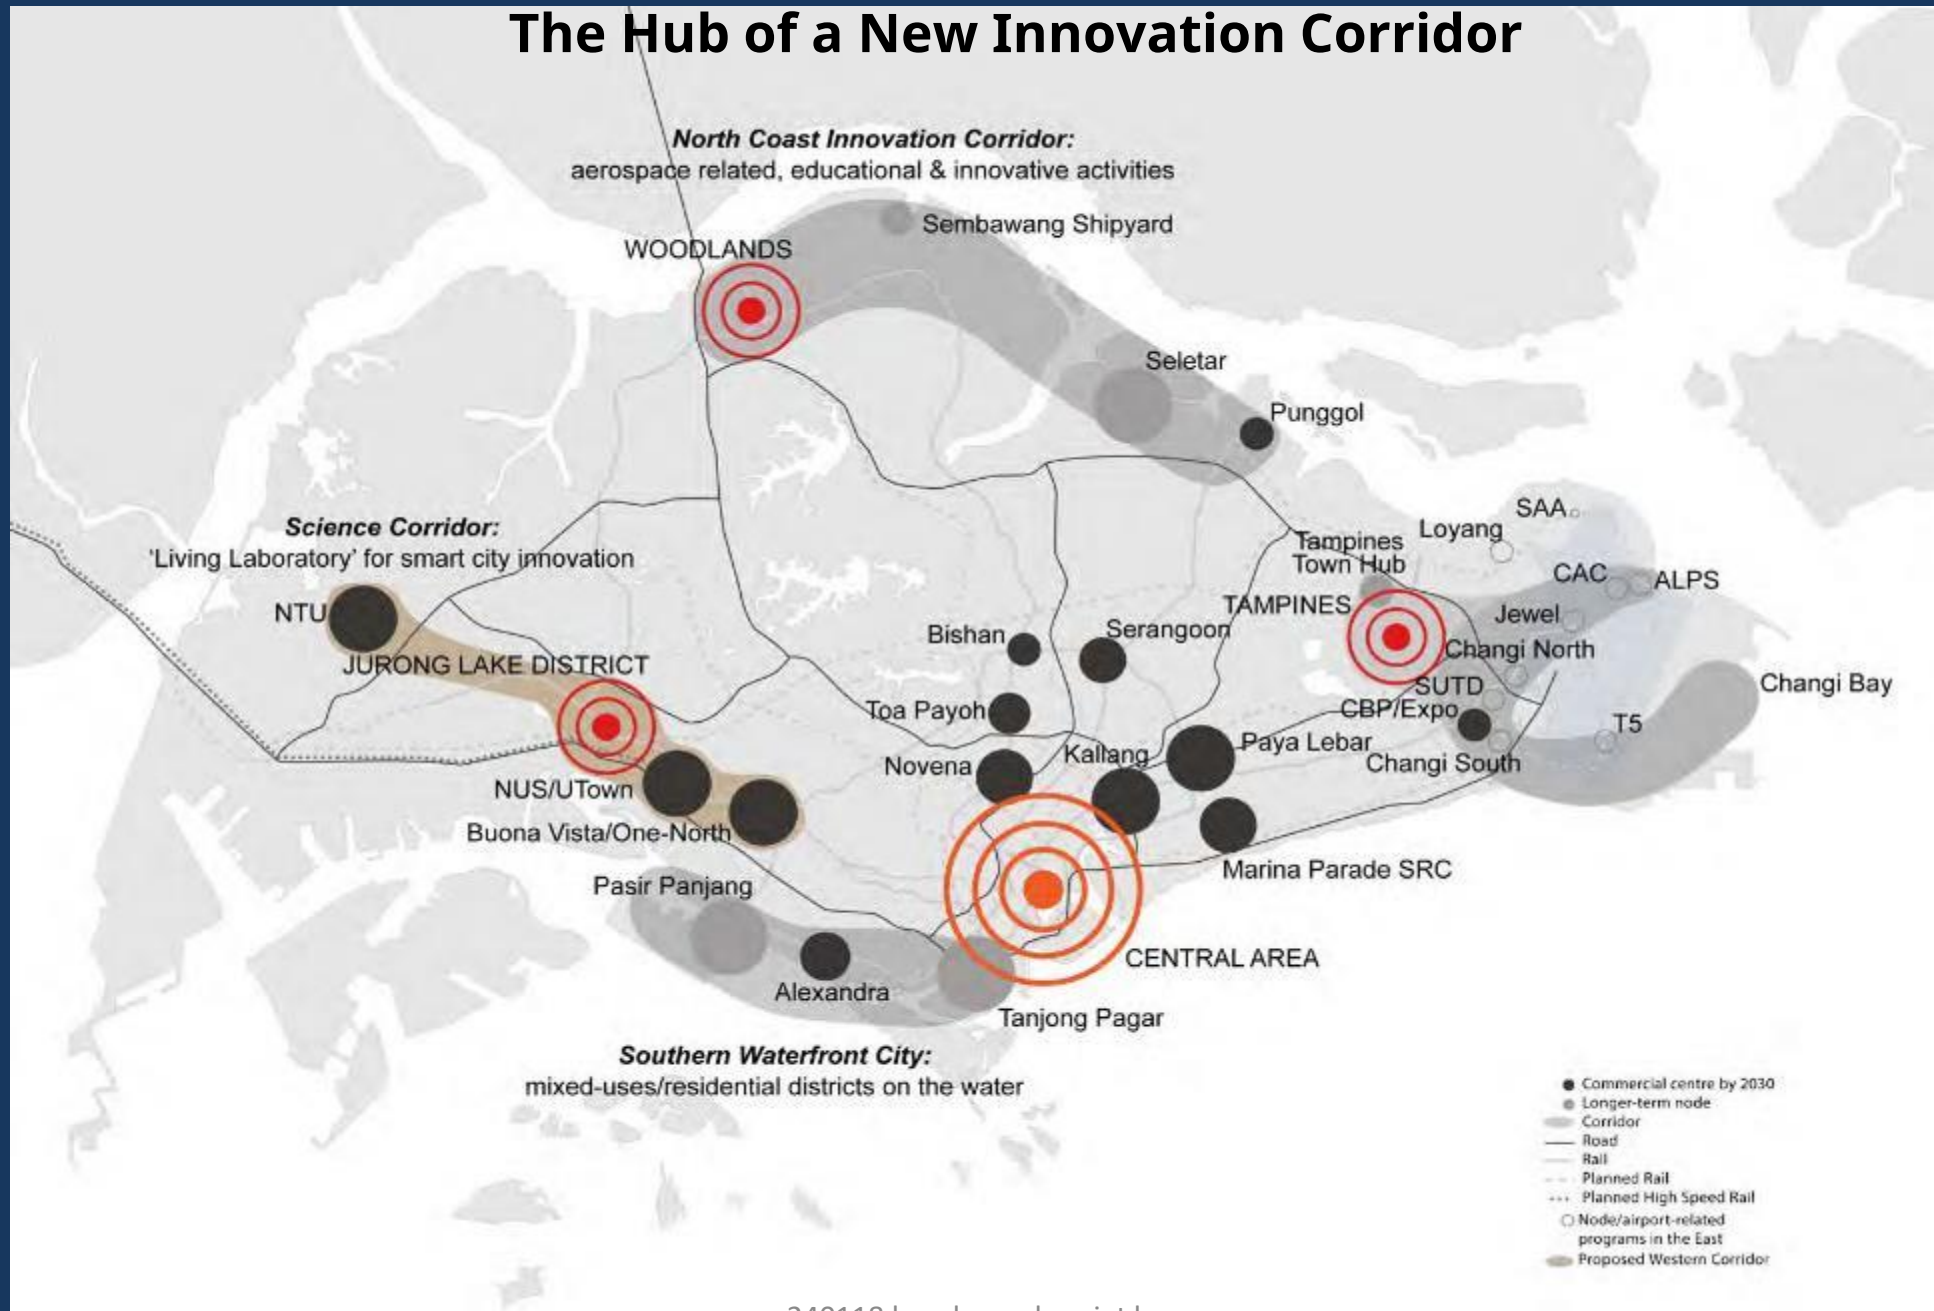 The Hub of a New Innovation Corridor
North Coast Innovation Corridor:
aerospace related, educational & innovative activities
Sembawang Shipyard
WOODLANDS
Seletar
Punggol
SAA
Loyang
Science Corridor:
'Living Laboratory' for smart city innovation
Tampines
Town Hub
CAC
ALPS
NTU
TAMPINES
Jewel
Bishan
Serangoon
Changi North
JURONG LAKE DISTRICT
SUTD
Changi Bay
Toa Payoh
CBP/Expo
T5
Kallang
Paya Lebar
Novena
Changi South
NUS/UTown
Buona Vista/One-North
Marina Parade SRC
Pasir Panjang
CENTRAL AREA
Alexandra
Tanjong Pagar
Southern Waterfront City:
mixed-uses/residential districts on the water
Commercial centre by 2030
Longer-term node
Corridor
Road
Rail
Planned Rail
Planned High Speed Rail
Node/airport-related
programs in the East
Proposed Western Corridor